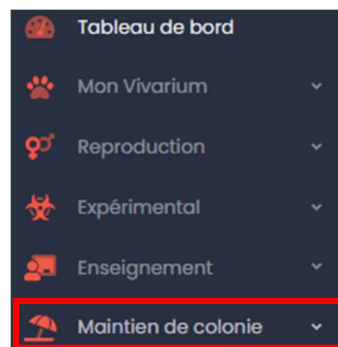 Tableau de bord
Mon Vivarium
Reproduction
Expérimental
Enseignement
Maintien de colonie